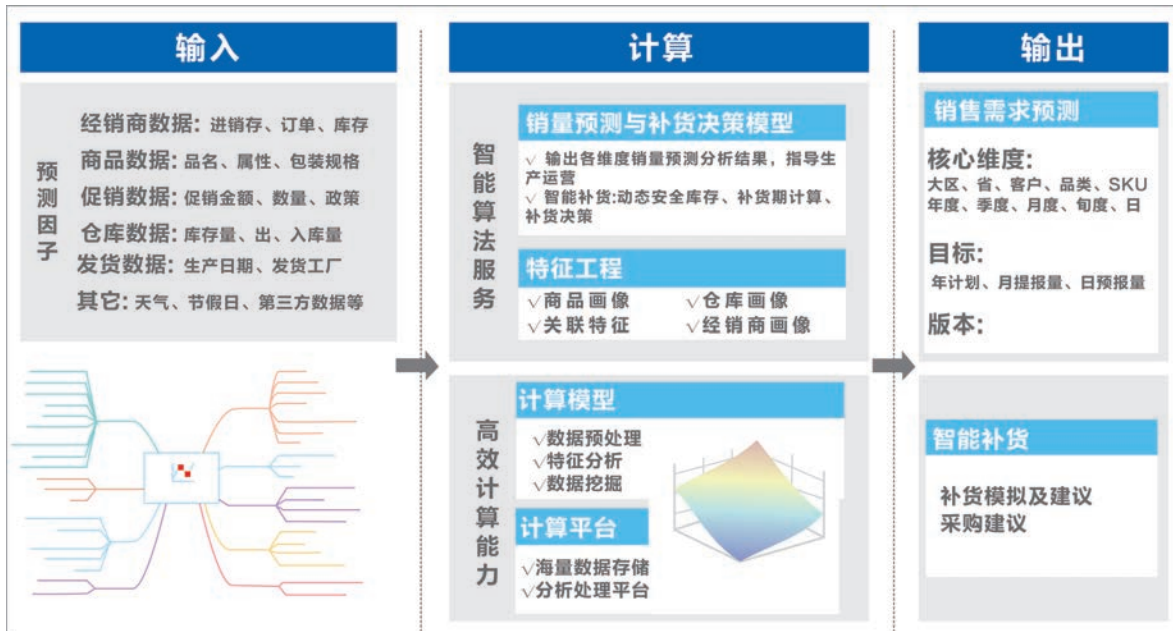 输入
预测因子
经销商数据: 进销存、订单、库存
商品数据: 品名、属性、包装规格
促销数据: 促销金额、数量、政策
仓库数据: 库存量、出、入库量
发货数据: 生产日期、发货工厂
其它: 天气、节假日、第三方数据等
计算
智能算法服务
销量预测与补货决策模型
√ 输出各维度销量预测分析结果，指导生
产运营
√ 智能补货:动态安全库存、补货期计算、
补货决策
特征工程
√商品画像 √仓库画像
√关联特征 √经销商画像
高效计算能力
计算模型
√数据预处理
√特征分析
√数据挖掘
计算平台
√海量数据存储
√分析处理平台
输出
销售需求预测
核心维度:
大区、省、客户、品类、SKU
年度、季度、月度、旬度、日
目标:
年计划、月提报量、日预报量
版本:
智能补货
补货模拟及建议
采购建议